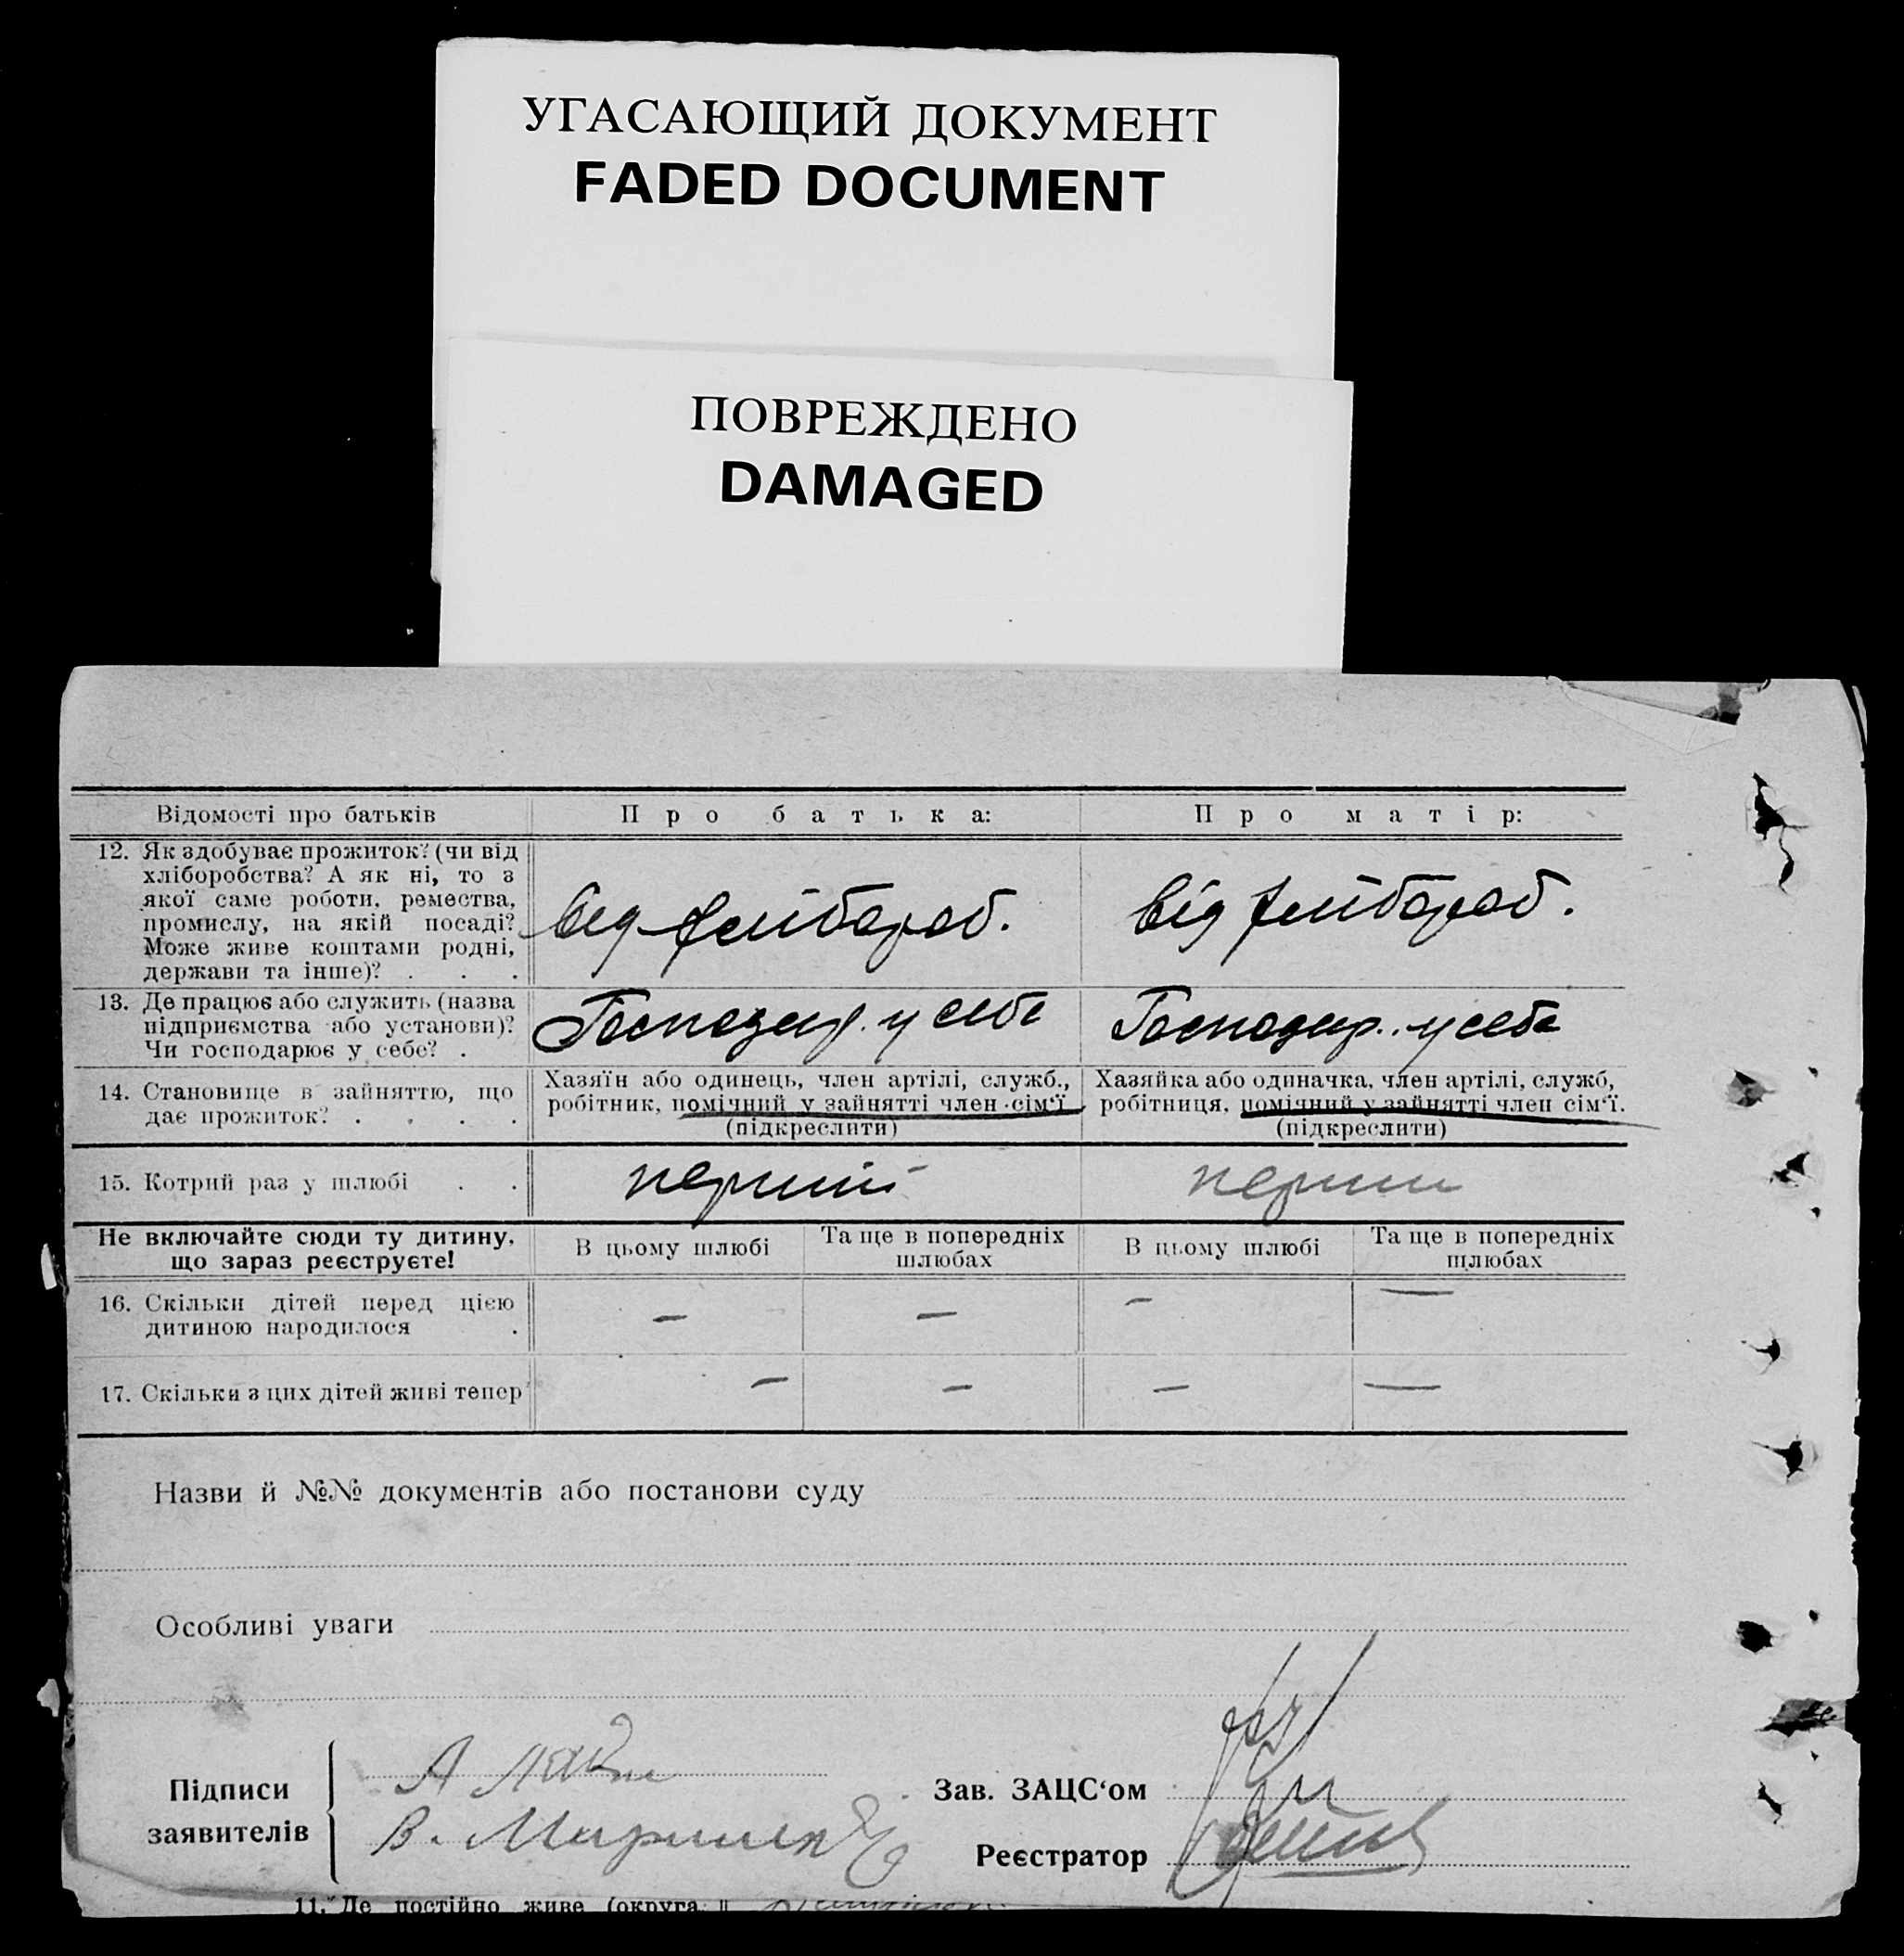 УГАСАЮЩИЙ ДОКУМЕНТ
FADED DOCUMENT
ПОВРЕЖДЕНО
DAMAGED
Відомості про батьків
Про батька:
Про матір:
12. Як здобуває прожиток? (чи від
хліборобства? А як ні, то з
якої саме роботи, ремества,
промислу, на якій посаді?
Може живе коштами родні,
держави та інше)? . . .
від
від
13. Де працює або служить (назва
підприємства або установи)?
Чи господарює у себе? .
Господар. у себе
Господар. у себе
14. Становище в зайняттю, що
дає прожиток? . . . .
Хазяїн або одинець, член артілі, служб.,
робітник, помічний у зайнятті член сім‘ї
(підкреслити)
Хазяйка або одиначка, член артілі, служб,
робітниця, помічний у зайнятті член сім‘ї.
(підкреслити)
15. Котрий раз у шлюбі . .
перший
перши
Не включайте сюди ту дитину,
що зараз реєструєте!
В цьому шлюбі
Та ще в попередніх
шлюбах
В цьому шлюбі
Та ще в попередніх
шлюбах
16. Скільки дітей перед цією
дитиною народилося .
— — — —
17. Скільки з цих дітей живі тепер
— — — —
Назви й №№ документів або постанови суду
Особливі уваги
Підписи
заявителів
А
В.
Зав. ЗАЦС‘ом
Реєстратор
11. Де постійно живе (округа